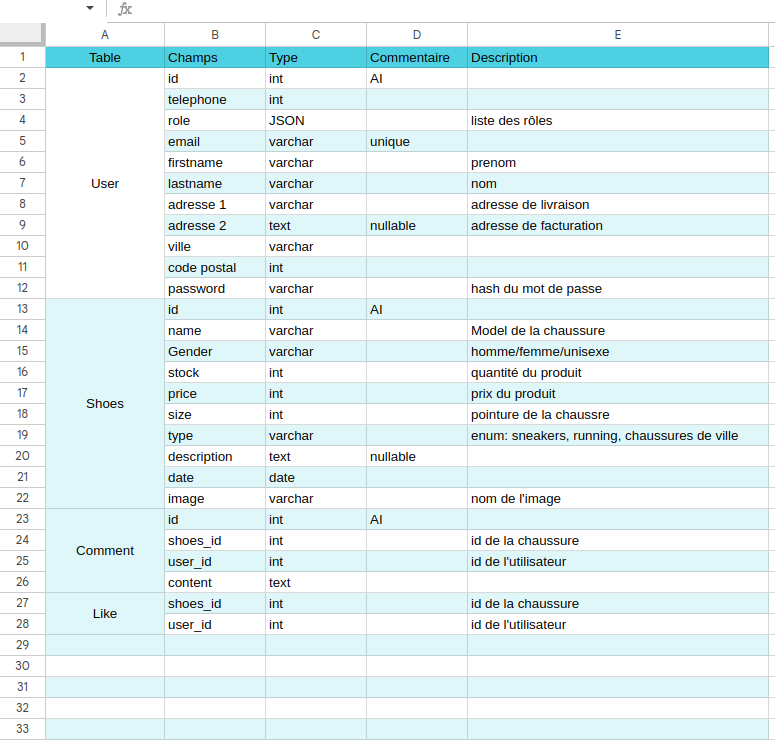 fx
A B C D E
1 Table Champs Type Commentaire Description
2 id int AI
3 telephone int
4 role JSON liste des rôles
5 email varchar unique
6 firstname varchar prenom
7 User lastname varchar nom
8 adresse 1 varchar adresse de livraison
9 adresse 2 text nullable adresse de facturation
10 ville varchar
11 code postal int
12 password varchar hash du mot de passe
13 id int AI
14 name varchar Model de la chaussure
15 Gender varchar homme/femme/unisexe
16 stock int quantité du produit
17 price int prix du produit
Shoes
18 size int pointure de la chaussre
19 type varchar enum: sneakers, running, chaussures de ville
20 description text nullable
21 date date
22 image varchar nom de l'image
23 id int AI
24 shoes_id int id de la chaussure
Comment
25 user_id int id de l'utilisateur
26 content text
27 shoes_id int id de la chaussure
Like
28 user_id int id de l'utilisateur
29
30
31
32
33